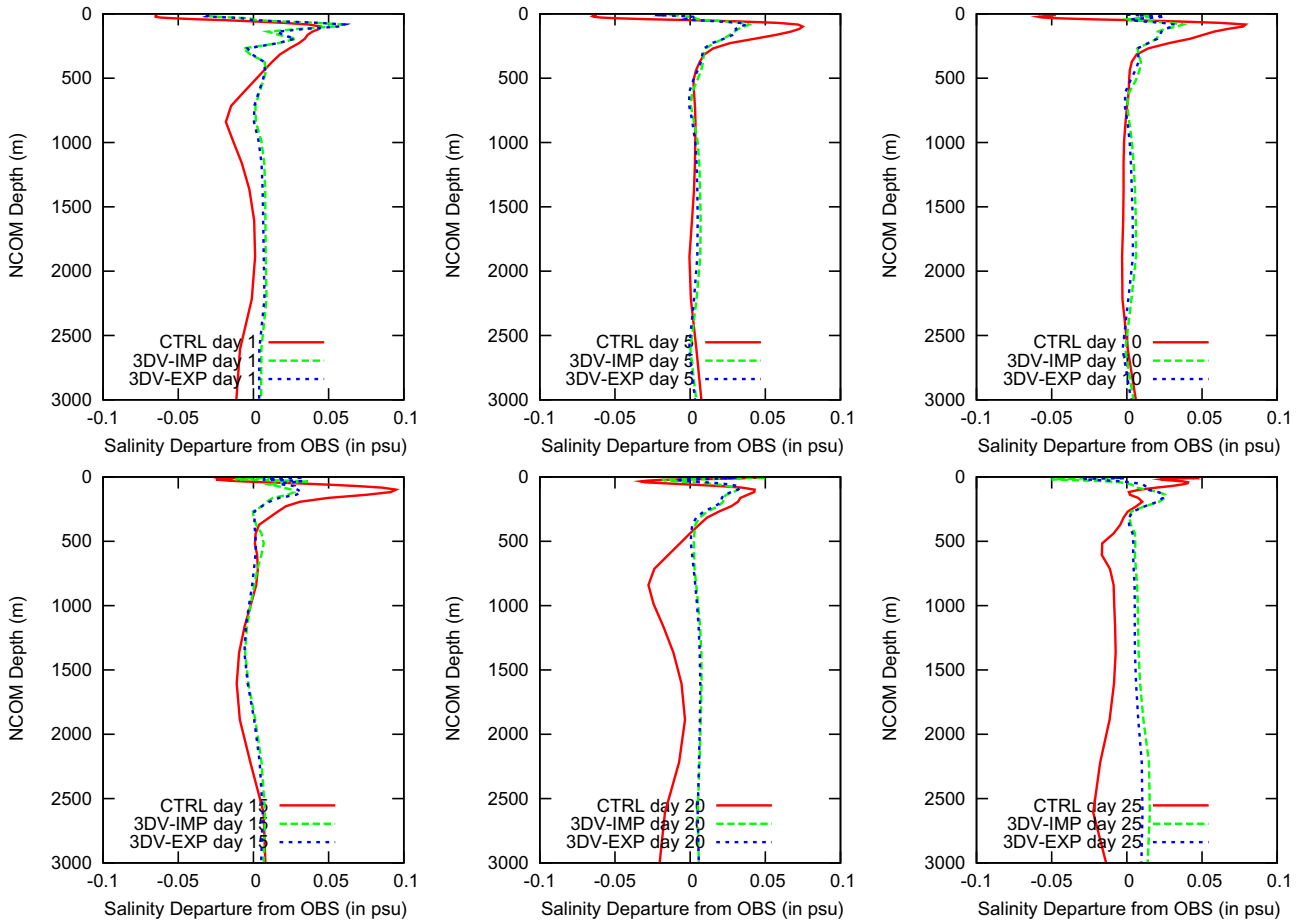 0
500
1000
1500
2000
2500
3000
NCOM Depth (m)
-0.1 -0.05 0 0.05 0.1
Salinity Departure from OBS (in psu)
CTRL day 1
3DV-IMP day 1
3DV-EXP day 1
0
500
1000
1500
2000
2500
3000
NCOM Depth (m)
-0.1 -0.05 0 0.05 0.1
Salinity Departure from OBS (in psu)
CTRL day 5
3DV-IMP day 5
3DV-EXP day 5
0
500
1000
1500
2000
2500
3000
NCOM Depth (m)
-0.1 -0.05 0 0.05 0.1
Salinity Departure from OBS (in psu)
CTRL day 10
3DV-IMP day 10
3DV-EXP day 10
0
500
1000
1500
2000
2500
3000
NCOM Depth (m)
-0.1 -0.05 0 0.05 0.1
Salinity Departure from OBS (in psu)
CTRL day 15
3DV-IMP day 15
3DV-EXP day 15
0
500
1000
1500
2000
2500
3000
NCOM Depth (m)
-0.1 -0.05 0 0.05 0.1
Salinity Departure from OBS (in psu)
CTRL day 20
3DV-IMP day 20
3DV-EXP day 20
0
500
1000
1500
2000
2500
3000
NCOM Depth (m)
-0.1 -0.05 0 0.05 0.1
Salinity Departure from OBS (in psu)
CTRL day 25
3DV-IMP day 25
3DV-EXP day 25